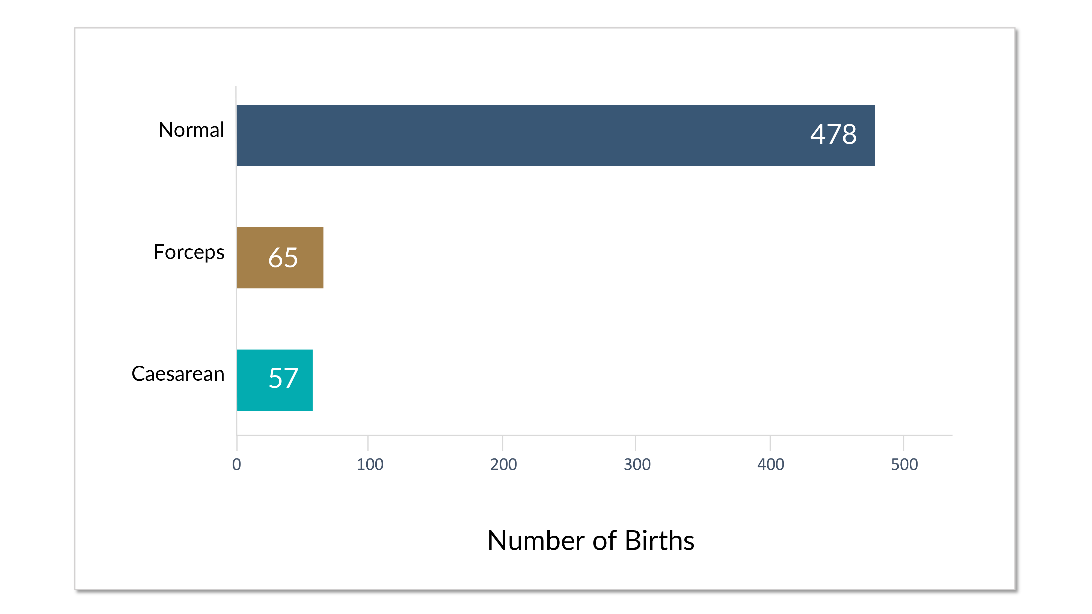 Normal
478
Forceps
65
Caesarean
57
0 100 200 300 400 500
Number of Births